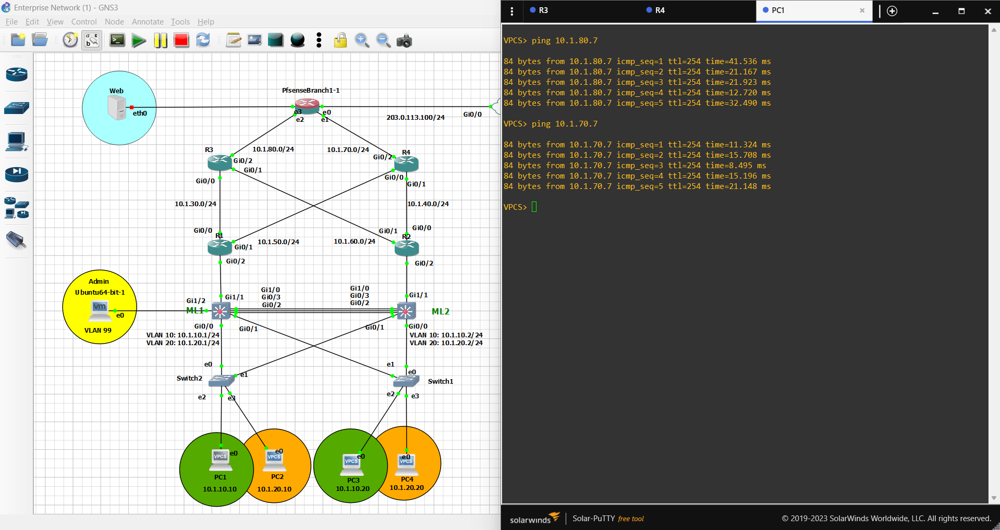 Enterprise Network (1) - GNS3
File Edit View Control Node Annotate Tools Help
Web
eth0
PfsenseBranch1-1
e3
e0
e2
e1
203.0.113.100/24
Gi0/0
R3
10.1.80.0/24
10.1.70.0/24
R4
Gi0/2
Gi0/2
Gi0/1
Gi0/0
Gi0/0
Gi0/1
10.1.30.0/24
10.1.40.0/24
Gi0/0
R1
Gi0/1
10.1.50.0/24
10.1.60.0/24
Gi0/1
Gi0/0
R2
Gi0/2
Gi0/2
Admin
Ubuntu64-bit-1
vm
e0
VLAN 99
Gi1/2
ML1
Gi1/1
Gi1/0
Gi0/3
Gi0/2
Gi1/0
Gi0/3
Gi0/2
Gi1/1
ML2
Gi0/0
Gi0/1
VLAN 10: 10.1.10.1/24
VLAN 20: 10.1.20.1/24
Gi0/1
Gi0/0
VLAN 10: 10.1.10.2/24
VLAN 20: 10.1.20.2/24
e0
Switch2
e1
e2
e3
e1
e0
Switch1
e2
e3
VPCS
e0
PC1
10.1.10.10
VPCS
e0
PC2
10.1.20.10
VPCS
e0
PC3
10.1.10.20
VPCS
e0
PC4
10.1.20.20
R3
R4
PC1
VPCS> ping 10.1.80.7
84 bytes from 10.1.80.7 icmp_seq=1 ttl=254 time=41.536 ms
84 bytes from 10.1.80.7 icmp_seq=2 ttl=254 time=21.167 ms
84 bytes from 10.1.80.7 icmp_seq=3 ttl=254 time=21.923 ms
84 bytes from 10.1.80.7 icmp_seq=4 ttl=254 time=12.720 ms
84 bytes from 10.1.80.7 icmp_seq=5 ttl=254 time=32.490 ms
VPCS> ping 10.1.70.7
84 bytes from 10.1.70.7 icmp_seq=1 ttl=254 time=11.324 ms
84 bytes from 10.1.70.7 icmp_seq=2 ttl=254 time=15.708 ms
84 bytes from 10.1.70.7 icmp_seq=3 ttl=254 time=8.495 ms
84 bytes from 10.1.70.7 icmp_seq=4 ttl=254 time=15.196 ms
84 bytes from 10.1.70.7 icmp_seq=5 ttl=254 time=21.148 ms
VPCS>
solarwinds
Solar-PuTTY free tool
© 2019-2023 SolarWinds Worldwide, LLC. All rights reserved.